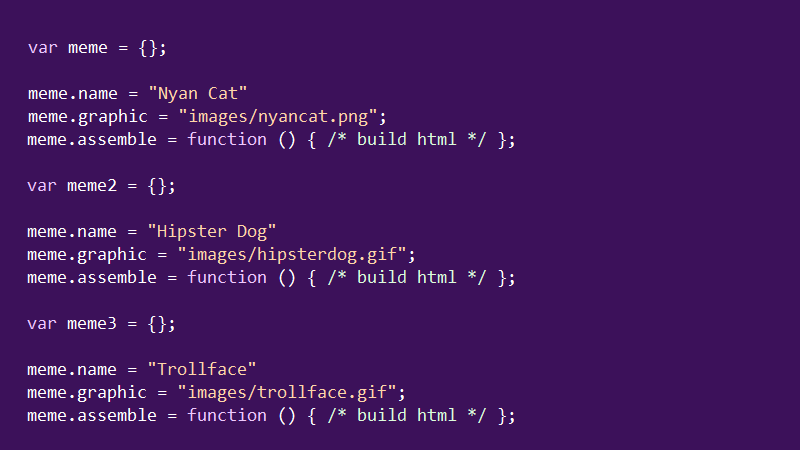 var meme = {};
meme.name = "Nyan Cat"
meme.graphic = "images/nyancat.png";
meme.assemble = function () { /* build html */ };
var meme2 = {};
meme.name = "Hipster Dog"
meme.graphic = "images/hipsterdog.gif";
meme.assemble = function () { /* build html */ };
var meme3 = {};
meme.name = "Trollface"
meme.graphic = "images/trollface.gif";
meme.assemble = function () { /* build html */ };